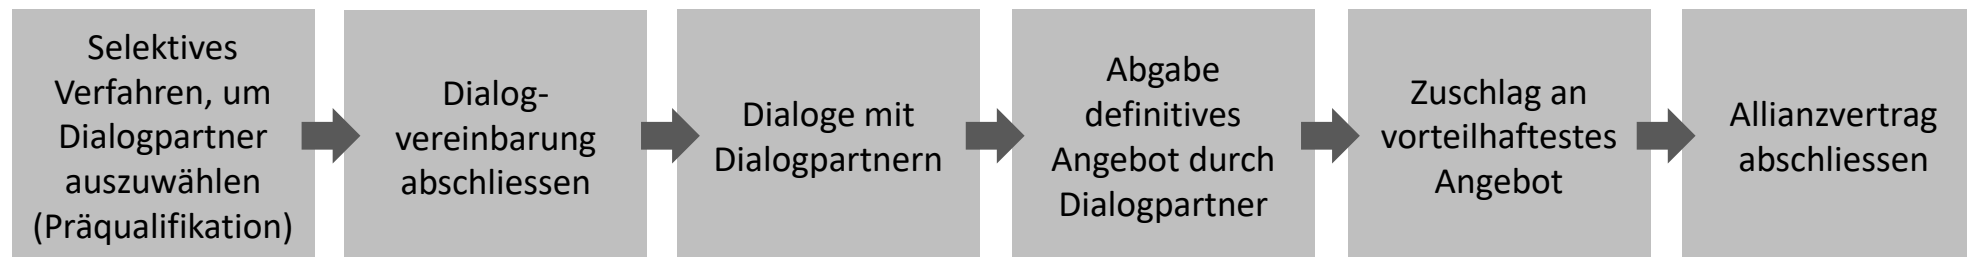 Selektives
Verfahren, um
Dialogpartner
auszuwählen
(Präqualifikation)
Dialog-
vereinbarung
abschliessen
Dialoge mit
Dialogpartnern
Abgabe
definitives
Angebot durch
Dialogpartner
Zuschlag an
vorteilhaftestes
Angebot
Allianzvertrag
abschliessen